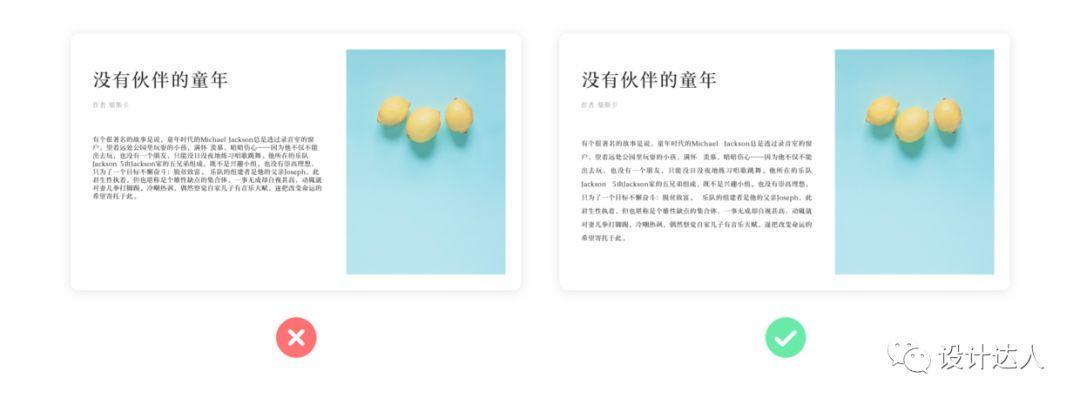 没有伙伴的童年
作者 烟斯卡
有个很著名的故事是说，童年时代的Michael Jackson总是透过录音室的窗
户，望着远处公园里玩耍的小孩，满怀 羡慕，暗暗伤心——因为他不仅不能
出去玩，也没有一个朋友，只能没日没夜地练习唱歌跳舞。他所在的乐队
Jackson 5由Jackson家的五兄弟组成，既不是兴趣小组，也没有崇高理想，
只为了一个目标不懈奋斗：脱贫致富。 乐队的组建者是他的父亲Joseph，此
君生性执着，但也堪称是个雄性缺点的集合体，一事无成却自视甚高，动辄就
对妻儿拳打脚踢，冷嘲热讽，偶然察觉自家儿子有音乐天赋，遂把改变命运的
希望寄托于此。
没有伙伴的童年
作者 烟斯卡
有个很著名的故事是说，童年时代的Michael Jackson总是透过录音室的窗
户，望着远处公园里玩耍的小孩，满怀 羡慕，暗暗伤心——因为他不仅不能
出去玩，也没有一个朋友，只能没日没夜地练习唱歌跳舞。他所在的乐队
Jackson 5由Jackson家的五兄弟组成，既不是兴趣小组，也没有崇高理想，
只为了一个目标不懈奋斗：脱贫致富。 乐队的组建者是他的父亲Joseph，此
君生性执着，但也堪称是个雄性缺点的集合体，一事无成却自视甚高，动辄就
对妻儿拳打脚踢，冷嘲热讽，偶然察觉自家儿子有音乐天赋，遂把改变命运的
希望寄托于此。
设计达人